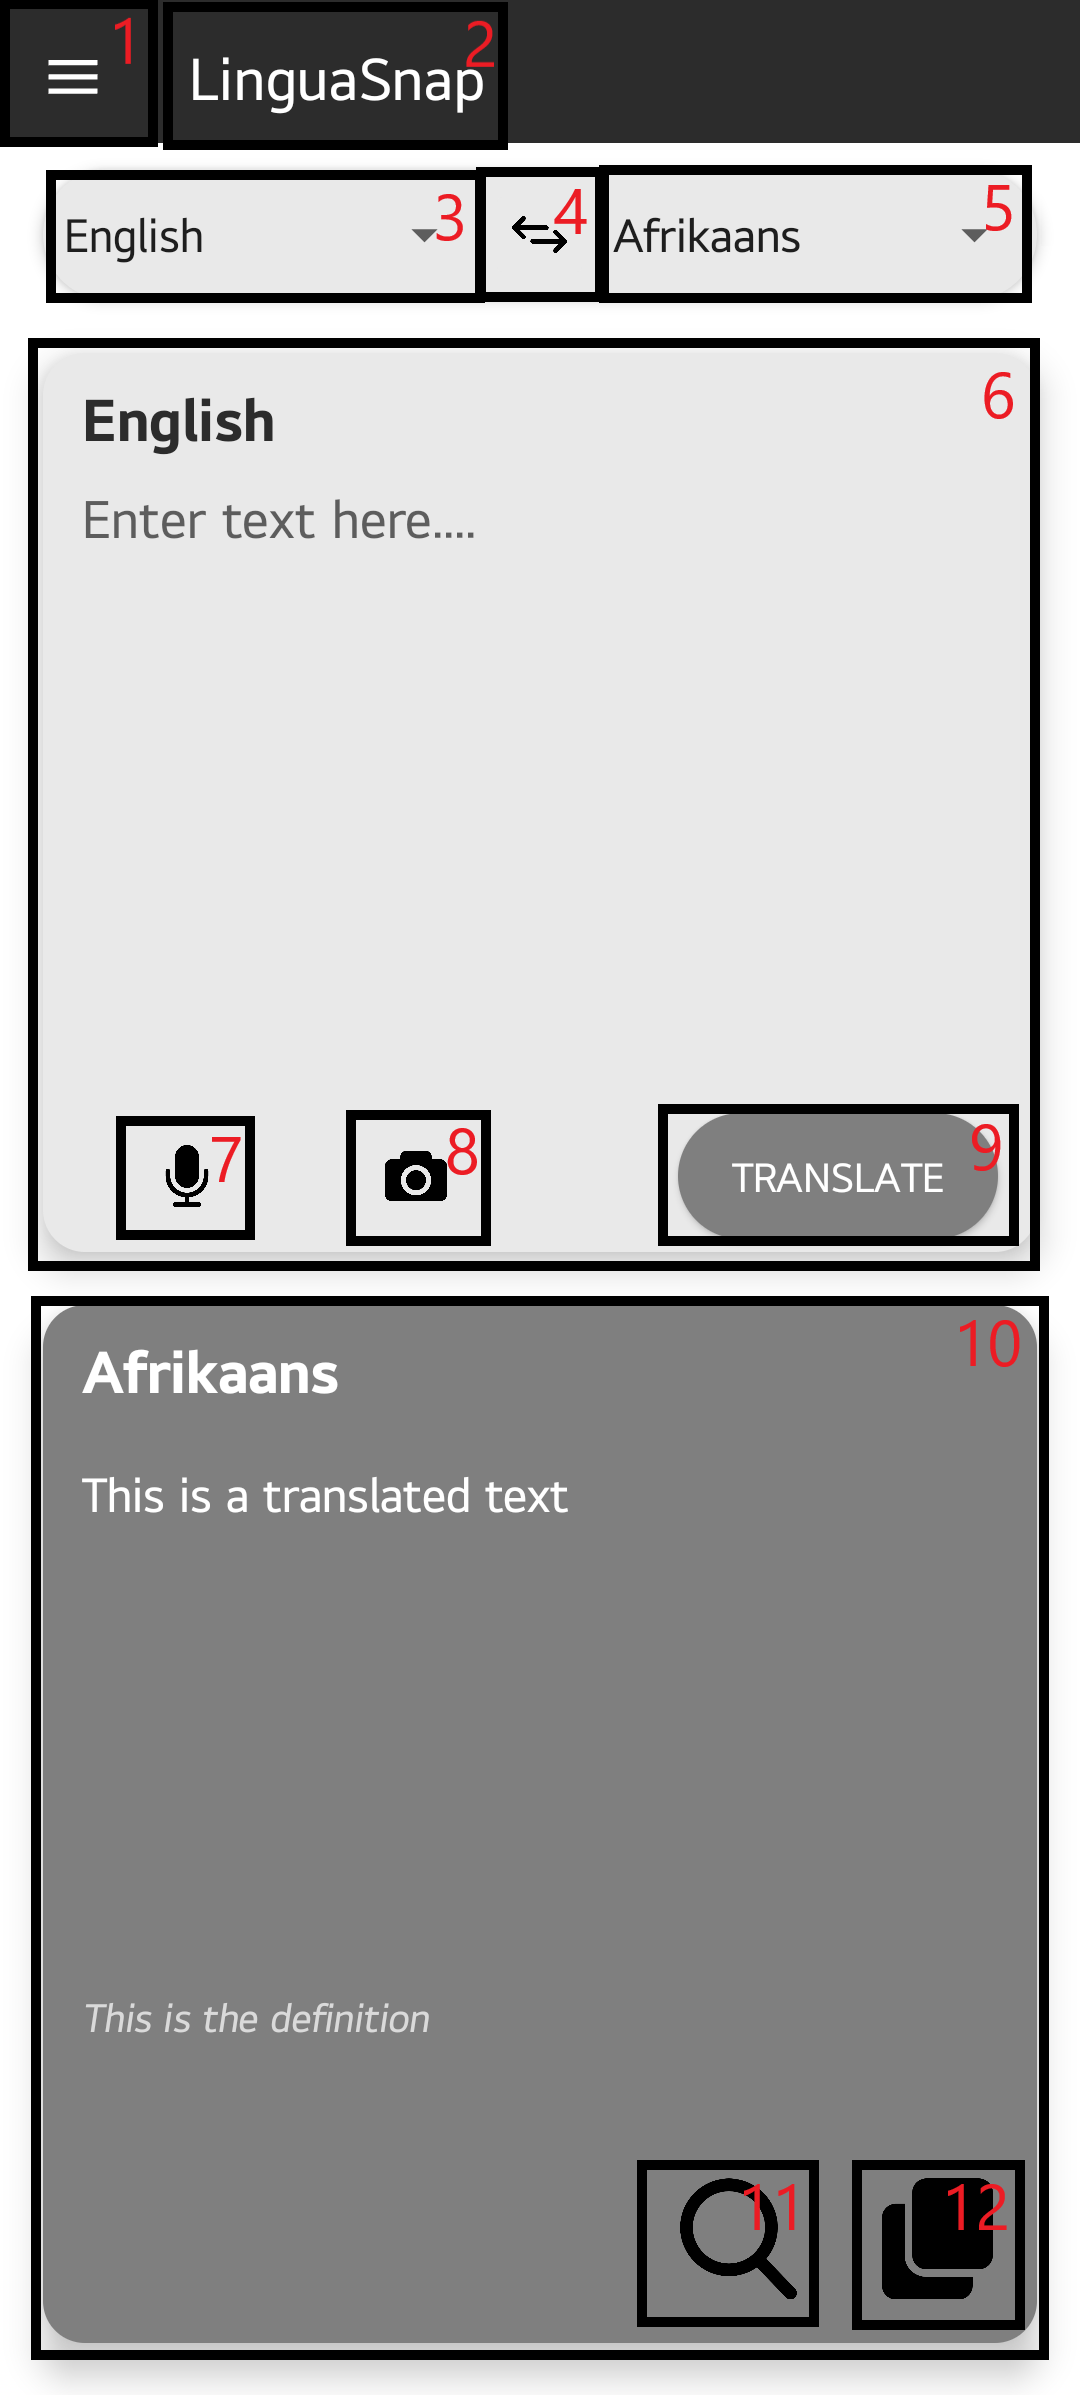 1
LinguaSnap 2
English 3
4
Afrikaans 5
6
English
Enter text here....
7
8
TRANSLATE 9
10
Afrikaans
This is a translated text
This is the definition
11
12